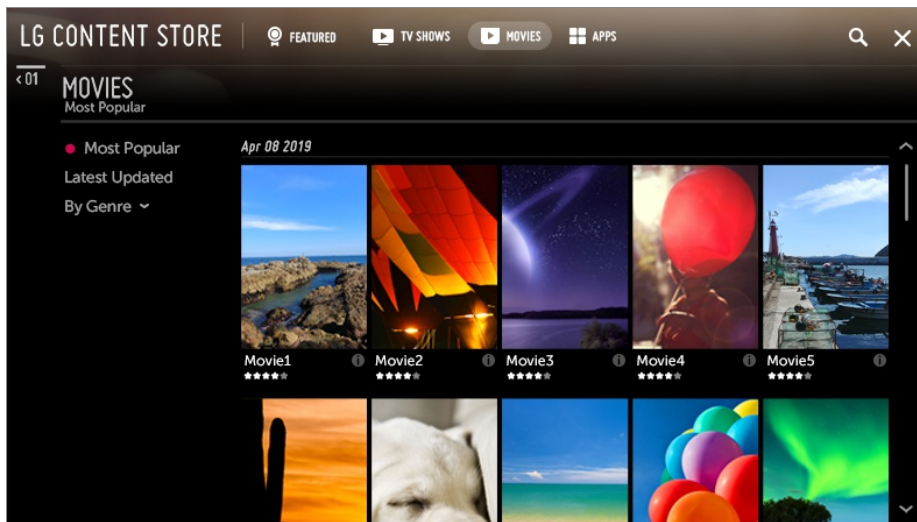 LG CONTENT STORE
FEATURED
TV SHOWS
MOVIES
APPS
<01
MOVIES
Most Popular
Most Popular
Latest Updated
By Genre
Apr 08 2019
Movie1
Movie2
Movie3
Movie4
Movie5